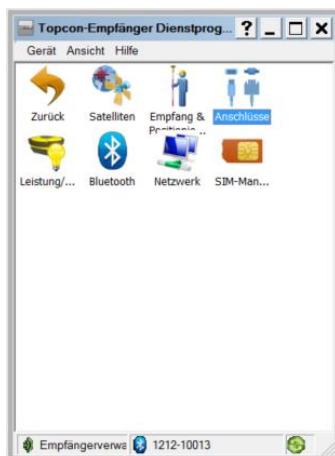 Topcon-Empfänger Dienstprog...
Gerät Ansicht Hilfe
Zurück Satelliten Empfang & Anschlüsse
Leistung/... Bluetooth Netzwerk SIM-Man...
Empfängerverwa 1212-10013